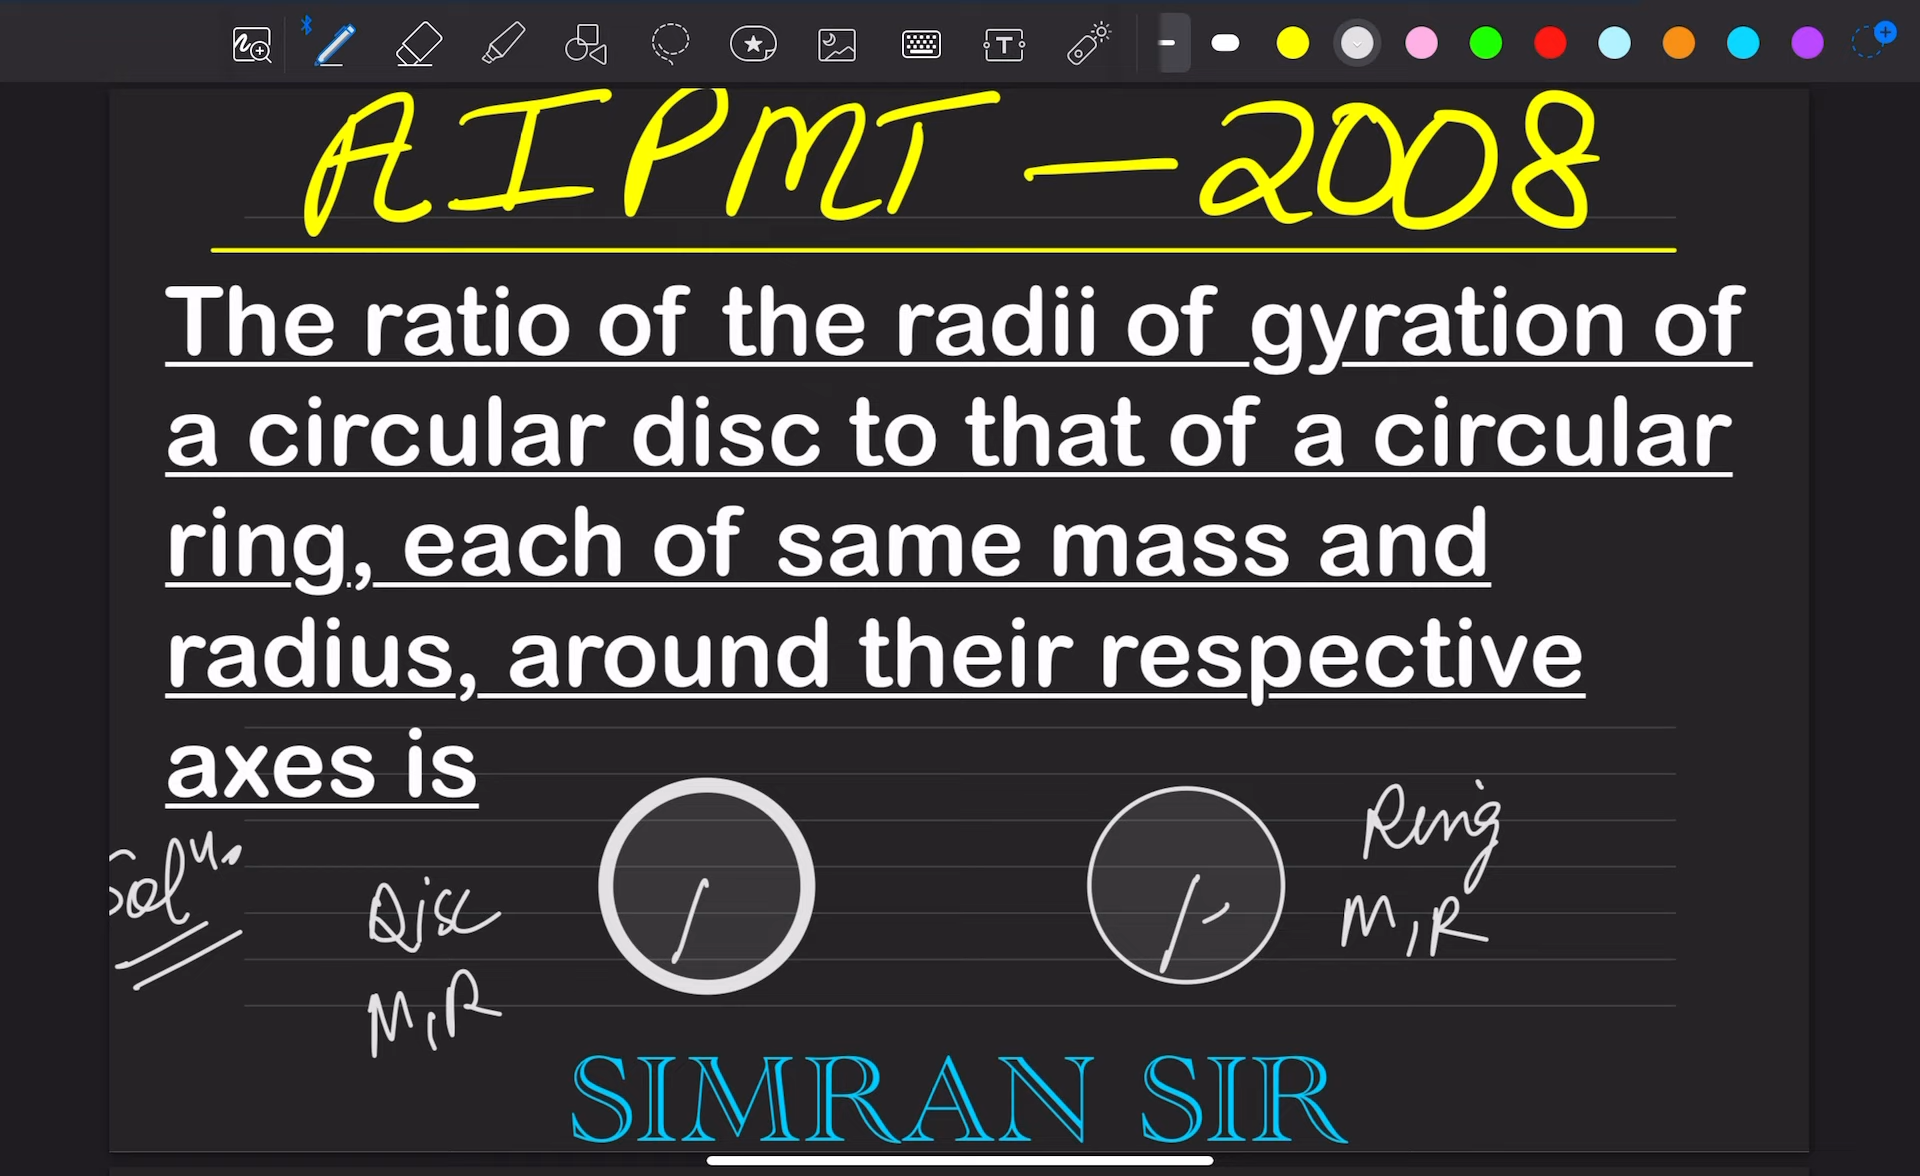 AIPMT - 2008
The ratio of the radii of gyration of
a circular disc to that of a circular
ring, each of same mass and
radius, around their respective
axes is
Solⁿ.
Disc
M, R
Ring
M, R
SIMRAN SIR